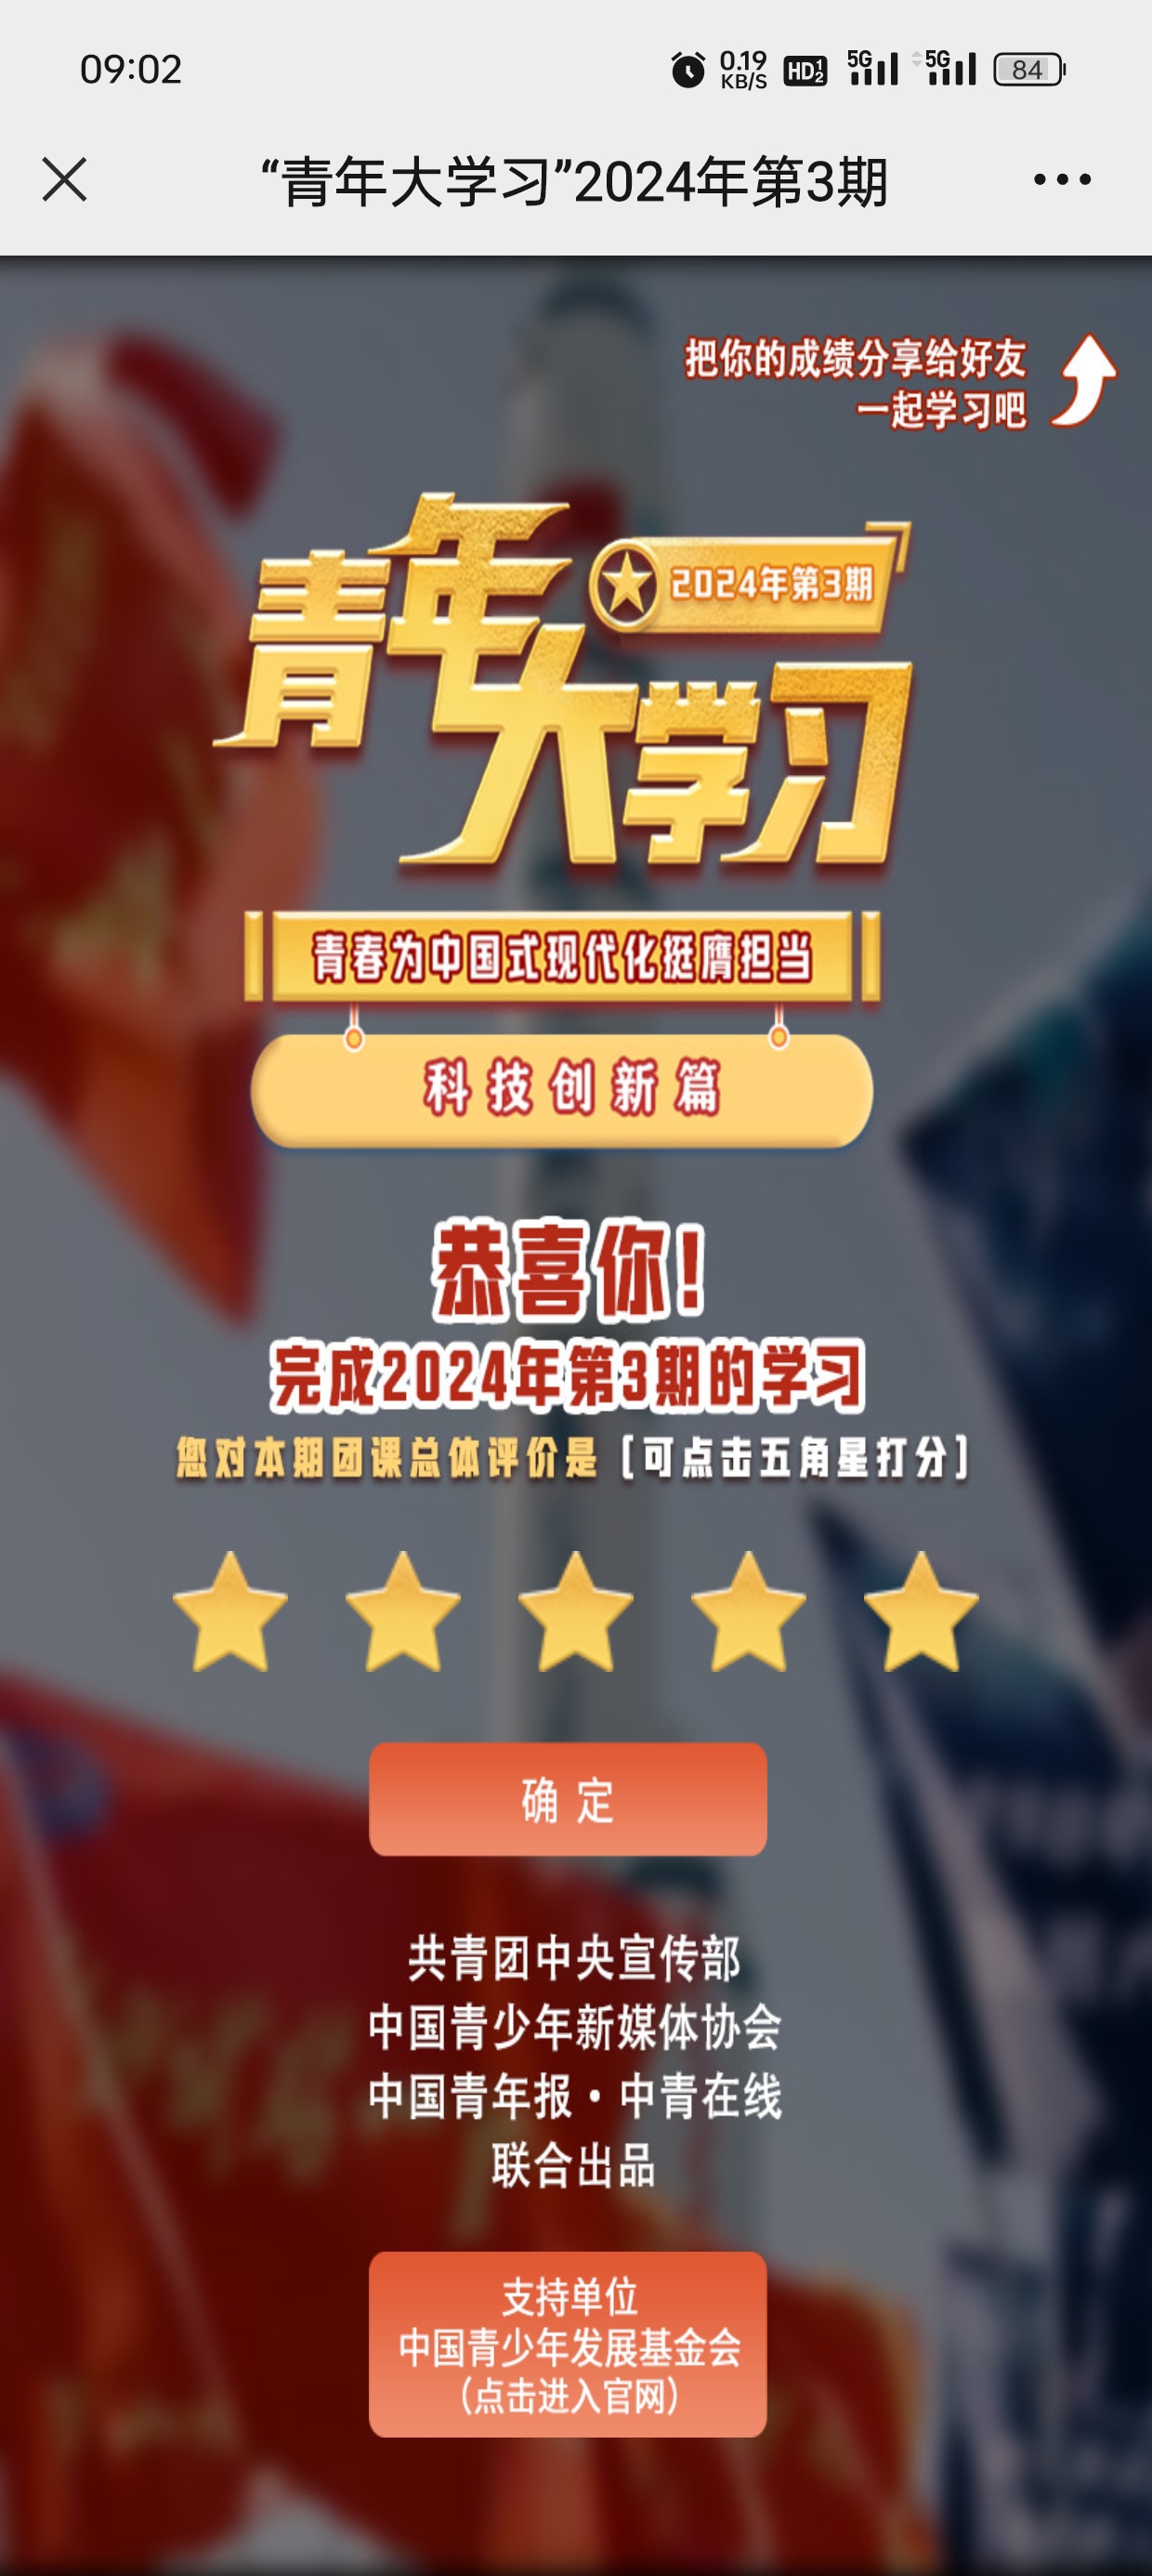 09:02
0.19
KB/S
HD 1 2
5G
5G
84
“青年大学习”2024年第3期
把你的成绩分享给好友
一起学习吧
2024年第3期
青年大学习
青春为中国式现代化挺膺担当
科技创新篇
恭喜你!
完成2024年第3期的学习
您对本期团课总体评价是 [可点击五角星打分]
确定
共青团中央宣传部
中国青少年新媒体协会
中国青年报·中青在线
联合出品
支持单位
中国青少年发展基金会
(点击进入官网)